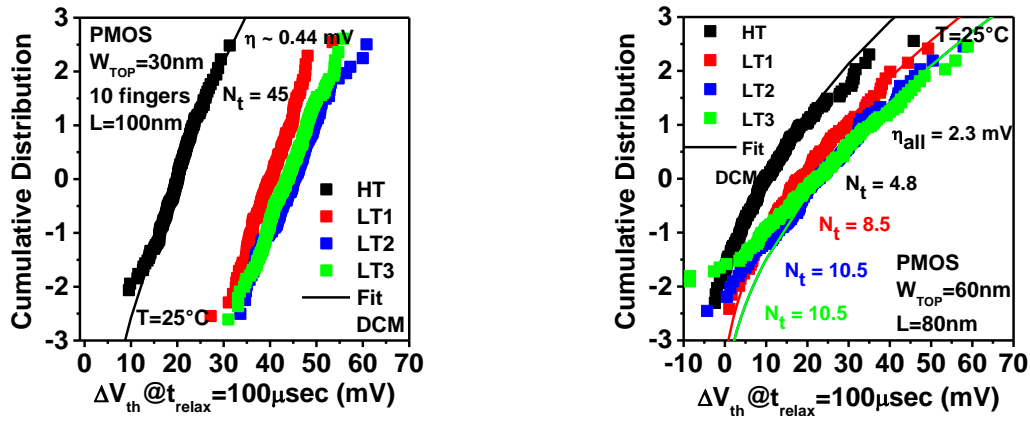 PMOS
W_TOP=30nm
10 fingers
L=100nm
η ~ 0.44 mV
N_t = 45
HT
LT1
LT2
LT3
Fit
DCM
T=25°C
Cumulative Distribution
3
2
1
0
-1
-2
-3
0 10 20 30 40 50 60 70
ΔV_th@t_relax=100μsec (mV)
HT
LT1
LT2
LT3
Fit
DCM
T=25°C
η_all = 2.3 mV
N_t = 4.8
N_t = 8.5
N_t = 10.5
N_t = 10.5
PMOS
W_TOP=60nm
L=80nm
Cumulative Distribution
3
2
1
0
-1
-2
-3
-10 0 10 20 30 40 50 60 70
ΔV_th@t_relax=100μsec (mV)